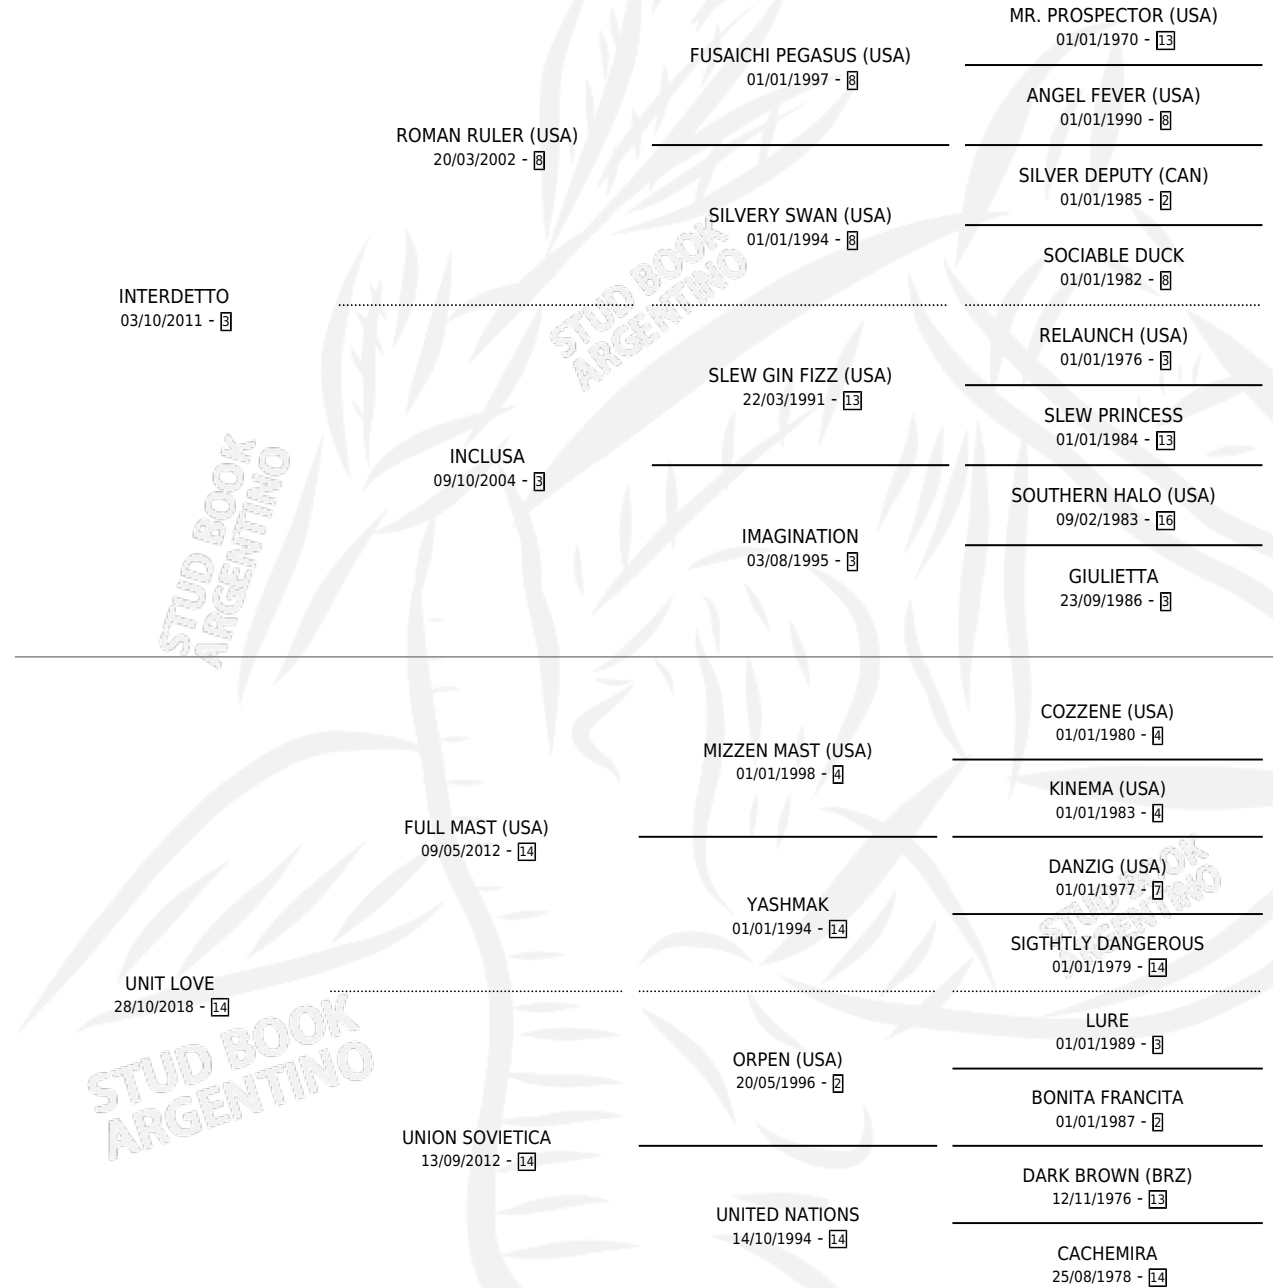 MR. PROSPECTOR (USA)
01/01/1970 - 13
FUSAICHI PEGASUS (USA)
01/01/1997 - 8
ANGEL FEVER (USA)
01/01/1990 - 8
ROMAN RULER (USA)
20/03/2002 - 8
SILVER DEPUTY (CAN)
01/01/1985 - 2
SILVERY SWAN (USA)
01/01/1994 - 8
SOCIABLE DUCK
01/01/1982 - 8
INTERDETTO
03/10/2011 - 3
RELAUNCH (USA)
01/01/1976 - 3
SLEW GIN FIZZ (USA)
22/03/1991 - 13
SLEW PRINCESS
01/01/1984 - 13
INCLUSA
09/10/2004 - 3
SOUTHERN HALO (USA)
09/02/1983 - 16
IMAGINATION
03/08/1995 - 3
GIULIETTA
23/09/1986 - 3
COZZENE (USA)
01/01/1980 - 4
MIZZEN MAST (USA)
01/01/1998 - 4
KINEMA (USA)
01/01/1983 - 4
FULL MAST (USA)
09/05/2012 - 14
DANZIG (USA)
01/01/1977 - 7
YASHMAK
01/01/1994 - 14
SIGTHTLY DANGEROUS
01/01/1979 - 14
UNIT LOVE
28/10/2018 - 14
LURE
01/01/1989 - 3
ORPEN (USA)
20/05/1996 - 2
BONITA FRANCITA
01/01/1987 - 2
UNION SOVIETICA
13/09/2012 - 14
DARK BROWN (BRZ)
12/11/1976 - 13
UNITED NATIONS
14/10/1994 - 14
CACHEMIRA
25/08/1978 - 14
STUD BOOK
ARGENTINO
STUD BOOK
ARGENTINO
STUD BOOK
ARGENTINO
STUD BOOK
ARGENTINO